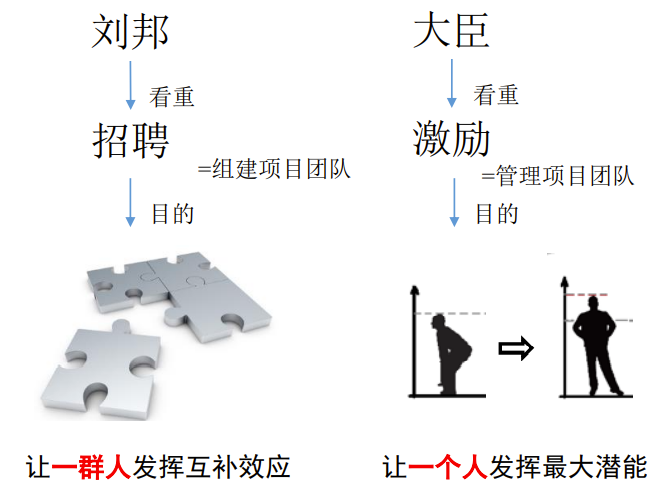 刘邦
大臣
看重
看重
招聘
激励
=组建项目团队
=管理项目团队
目的
目的
让一群人发挥互补效应
让一个人发挥最大潜能